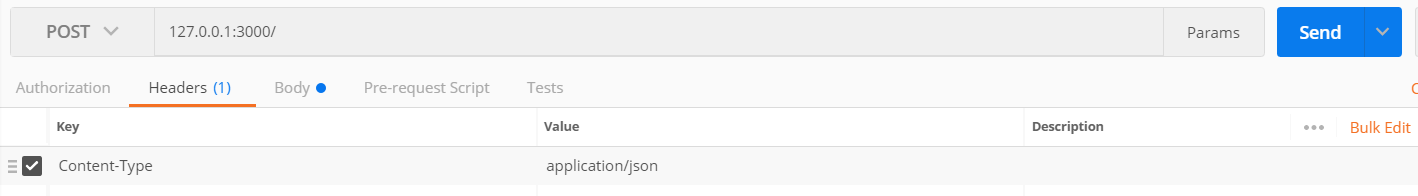 POST 127.0.0.1:3000/ Params Send
Authorization Headers (1) Body Pre-request Script Tests
Key Value Description Bulk Edit
Content-Type application/json